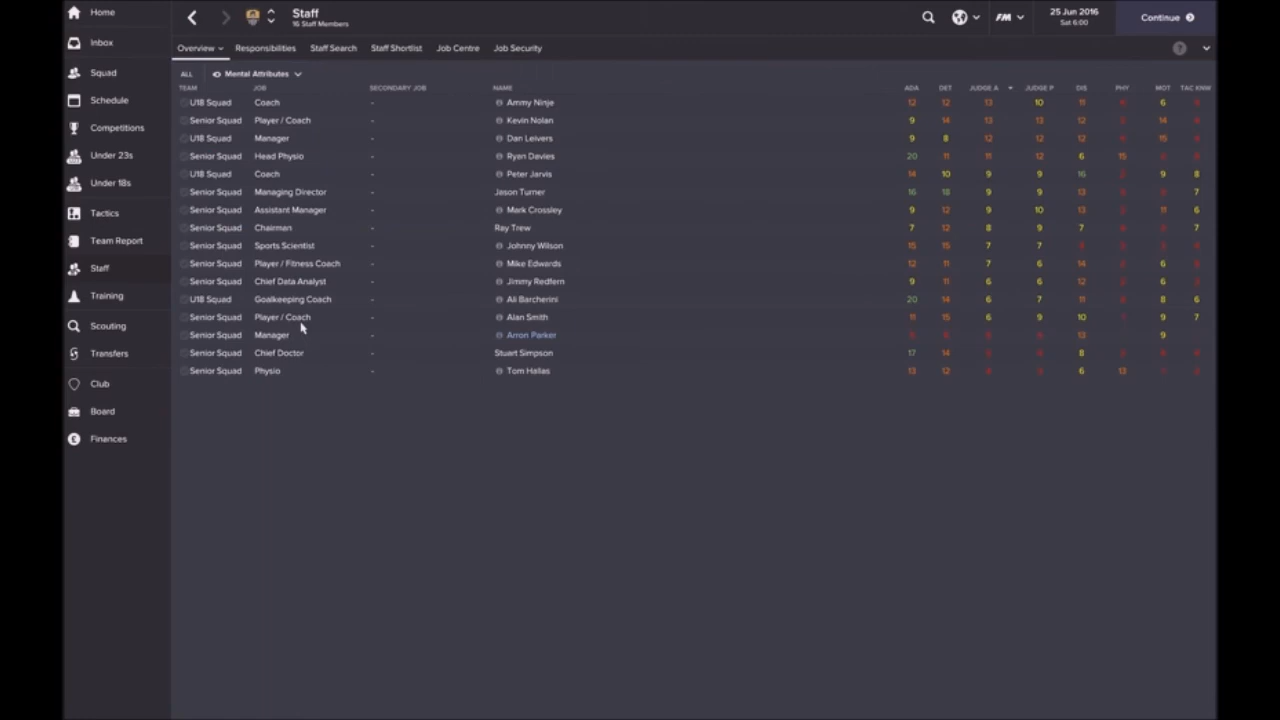 Home
Inbox
Squad
Schedule
Competitions
Under 23s
Under 18s
Tactics
Team Report
Staff
Training
Scouting
Transfers
Club
Board
Finances
Staff
16 Staff Members
FM
25 Jun 2016
Sat 6:00
Continue
Overview Responsibilities Staff Search Staff Shortlist Job Centre Job Security
ALL Mental Attributes
TEAM JOB SECONDARY JOB NAME ADA DET JUDGE A JUDGE P DIS PHY MOT TAC KNW
U18 Squad Coach - Ammy Ninje 12 12 13 10 11 6
Senior Squad Player / Coach - Kevin Nolan 9 14 13 13 12 14
U18 Squad Manager - Dan Leivers 9 8 12 12 12 15
Senior Squad Head Physio - Ryan Davies 20 11 11 12 6 15
U18 Squad Coach - Peter Jarvis 14 10 9 9 16 9 8
Senior Squad Managing Director - Jason Turner 16 18 9 9 13 7
Senior Squad Assistant Manager - Mark Crossley 9 12 9 10 13 11 6
Senior Squad Chairman - Ray Trew 7 12 8 9 7 7
Senior Squad Sports Scientist - Johnny Wilson 15 15 7 7
Senior Squad Player / Fitness Coach - Mike Edwards 12 11 7 6 14 6
Senior Squad Chief Data Analyst - Jimmy Redfern 9 11 6 6 12 6
U18 Squad Goalkeeping Coach - Ali Barcherini 20 14 6 7 11 8 6
Senior Squad Player / Coach - Alan Smith 11 15 6 9 10 9 7
Senior Squad Manager - Arron Parker 13 9
Senior Squad Chief Doctor - Stuart Simpson 17 14 8
Senior Squad Physio - Tom Hallas 13 12 6 13